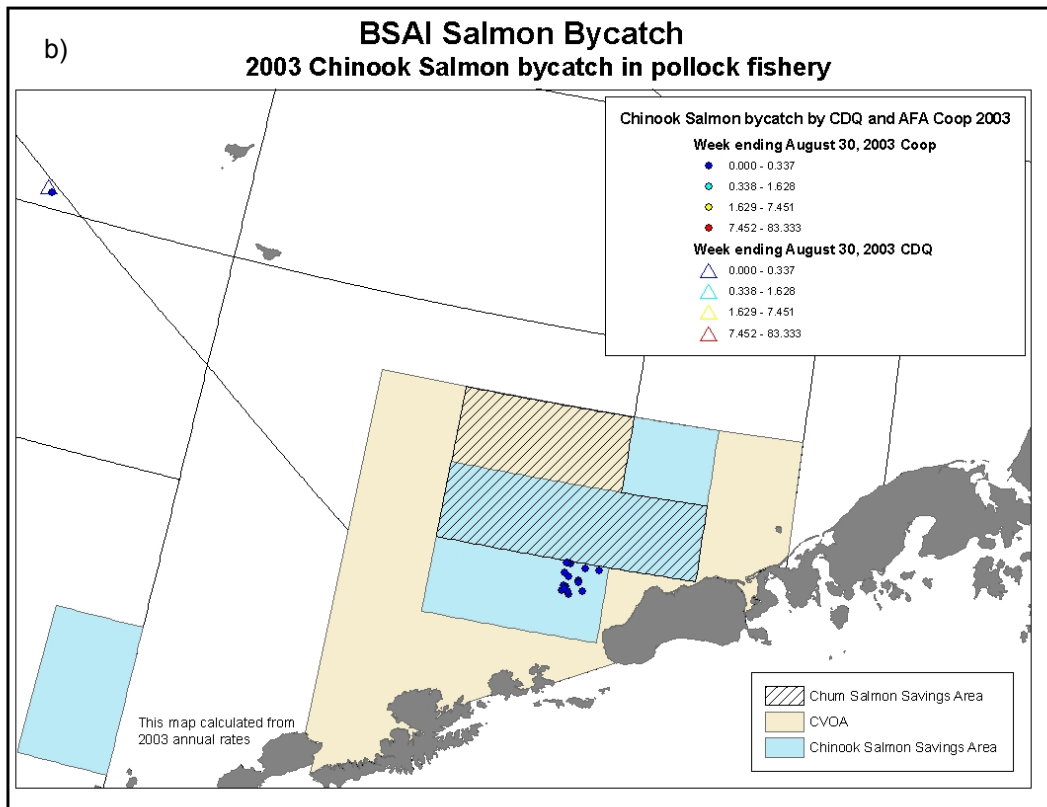 b)
BSAI Salmon Bycatch
2003 Chinook Salmon bycatch in pollock fishery
Chinook Salmon bycatch by CDQ and AFA Coop 2003
Week ending August 30, 2003 Coop
0.000 - 0.337
0.338 - 1.628
1.629 - 7.451
7.452 - 83.333
Week ending August 30, 2003 CDQ
0.000 - 0.337
0.338 - 1.628
1.629 - 7.451
7.452 - 83.333
This map calculated from
2003 annual rates
Chum Salmon Savings Area
CVOA
Chinook Salmon Savings Area